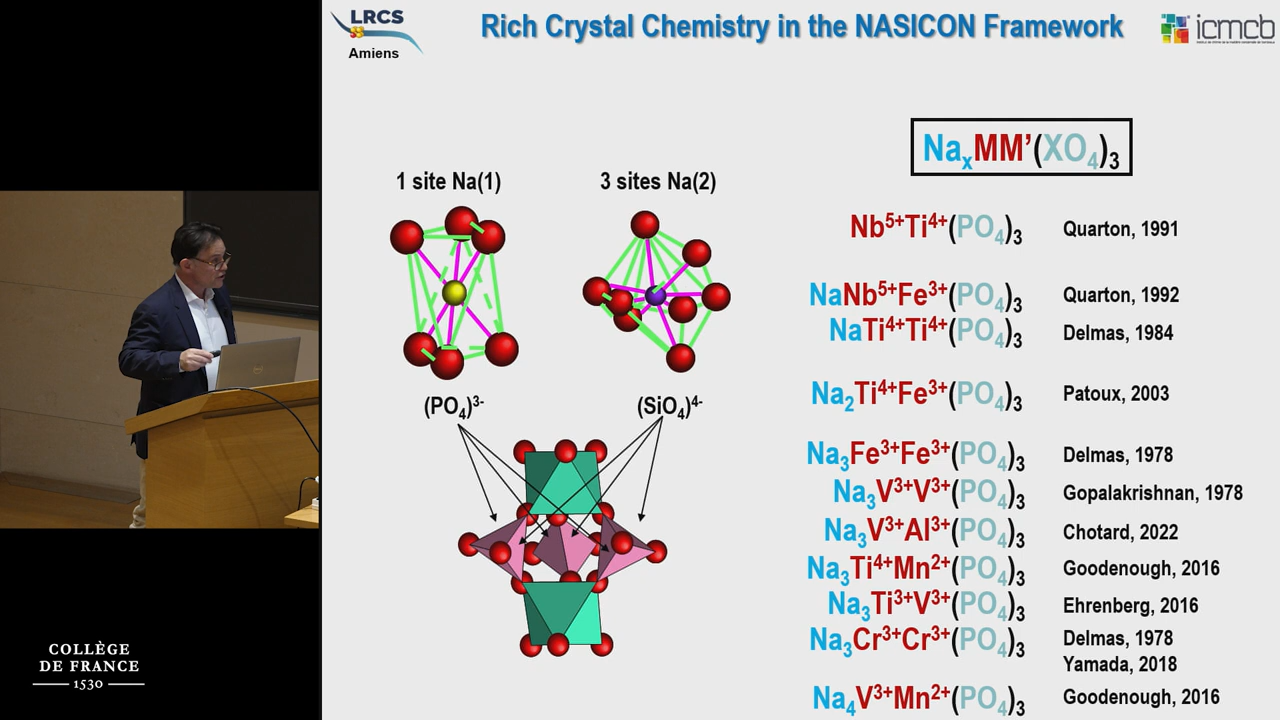 LRCS
Amiens
Rich Crystal Chemistry in the NASICON Framework
icmcb
NaₓMM’(XO₄)₃
1 site Na(1)
3 sites Na(2)
(PO₄)³⁻
(SiO₄)⁴⁻
Nb⁵⁺Ti⁴⁺(PO₄)₃ Quarton, 1991
NaNb⁵⁺Fe³⁺(PO₄)₃ Quarton, 1992
NaTi⁴⁺Ti⁴⁺(PO₄)₃ Delmas, 1984
Na₂Ti⁴⁺Fe³⁺(PO₄)₃ Patoux, 2003
Na₃Fe³⁺Fe³⁺(PO₄)₃ Delmas, 1978
Na₃V³⁺V³⁺(PO₄)₃ Gopalakrishnan, 1978
Na₃V³⁺Al³⁺(PO₄)₃ Chotard, 2022
Na₃Ti⁴⁺Mn²⁺(PO₄)₃ Goodenough, 2016
Na₃Ti³⁺V³⁺(PO₄)₃ Ehrenberg, 2016
Na₃Cr³⁺Cr³⁺(PO₄)₃ Delmas, 1978
Yamada, 2018
Na₄V³⁺Mn²⁺(PO₄)₃ Goodenough, 2016
COLLÈGE
DE FRANCE
1530